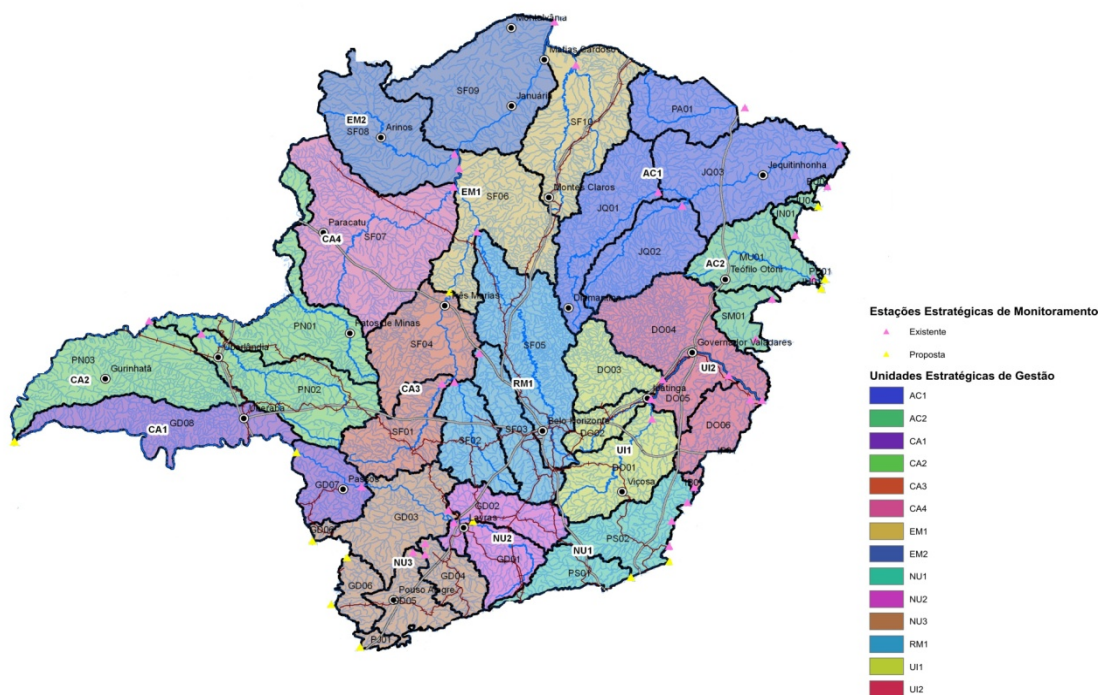 Montalvânia
Matias Cardoso
SF09
Januária
SF10
PA01
EM2
SF08
Arinos
AC1
JQ03
Jequitinhonha
EM1
SF06
Montes Claros
JQ01
JN01
Paracatu
CA4
SF07
JQ02
MU01
AC2
Teófilo Otoni
Três Marias
Diamantina
SM01
PN01
Patos de Minas
DO04
Uberlândia
SF04
SF05
Governador Valadares
PN03
Gurinhatã
CA2
DO03
UI2
PN02
CA3
RM1
Ipatinga
DO05
Uberaba
CA1
GD08
SF01
SF02
SF03
Belo Horizonte
DO02
DO06
UI1
DO01
GD07
Passos
Viçosa
GD02
GD03
Lavras
NU2
PS02
NU1
NU3
GD01
GD04
PS01
GD06
Pouso Alegre
GD05
PJ01
Estações Estratégicas de Monitoramento
Existente
Proposta
Unidades Estratégicas de Gestão
AC1
AC2
CA1
CA2
CA3
CA4
EM1
EM2
NU1
NU2
NU3
RM1
UI1
UI2